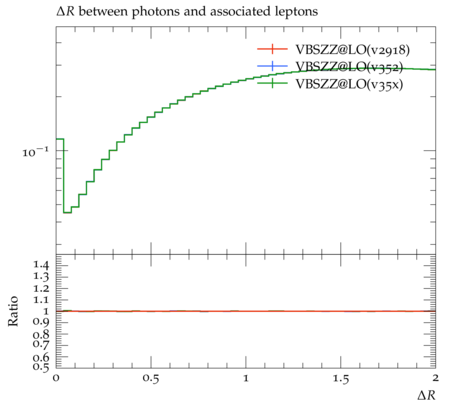 ΔR between photons and associated leptons
VBSZZ@LO(v2918)
VBSZZ@LO(v352)
VBSZZ@LO(v35x)
10⁻¹
1.4
1.3
1.2
1.1
1
0.9
0.8
0.7
0.6
0.5
Ratio
0 0.5 1 1.5 2
ΔR